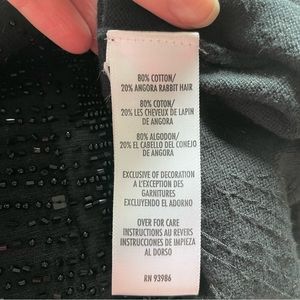 80% COTTON/
20% ANGORA RABBIT HAIR
80% COTON/
20% LES CHEVEUX DE LAPIN
DE ANGORA
80% ALGODON/
20% EL CABELLO DEL CONEJO
DE ANGORA
EXCLUSIVE OF DECORATION
A L'EXCEPTION DES
GARNITURES
EXCLUYENDO EL ADORNO
OVER FOR CARE
INSTRUCTIONS AU REVERS
INSTRUCCIONES DE IMPIEZA
AL DORSO
RN 93986